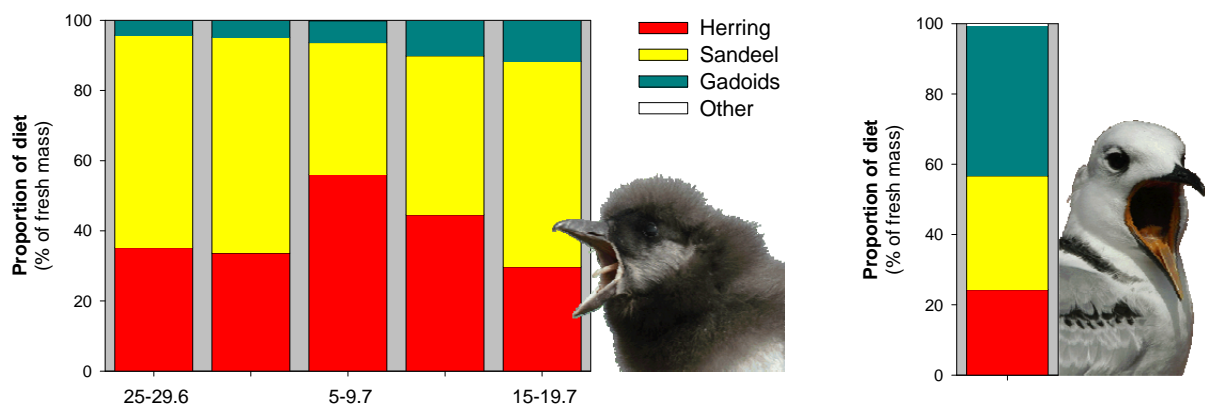 100
80
60
40
20
0
Proportion of diet
(% of fresh mass)
25-29.6
5-9.7
15-19.7
Herring
Sandeel
Gadoids
Other
100
80
60
40
20
0
Proportion of diet
(% of fresh mass)